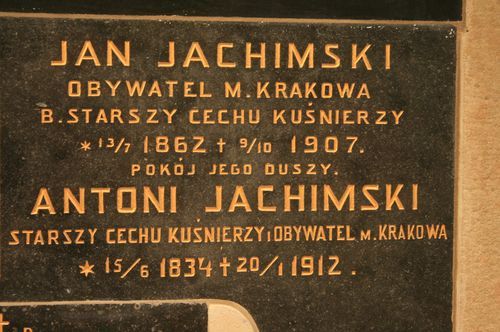 JAN JACHIMSKI
OBYWATEL M. KRAKOWA
B. STARSZY CECHU KUŚNIERZY
* 13/7 1862 † 9/10 1907.
POKÓJ JEGO DUSZY.
ANTONI JACHIMSKI
STARSZY CECHU KUŚNIERZY I OBYWATEL M. KRAKOWA
* 15/6 1834 † 20/1 1912.